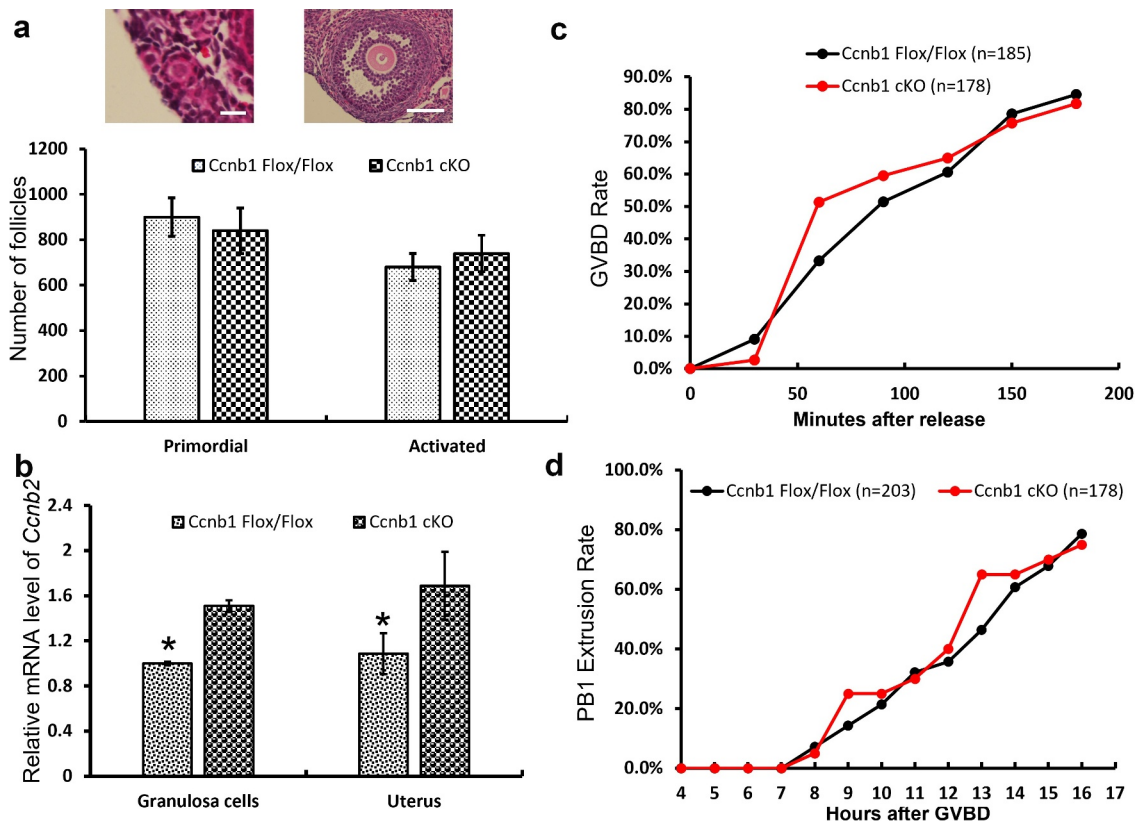 a
1200
1000
800
600
400
200
0
Number of follicles
Ccnb1 Flox/Flox
Ccnb1 cKO
Primordial
Activated
b
2.4
2
1.6
1.2
0.8
0.4
0
Relative mRNA level of Ccnb2
Ccnb1 Flox/Flox
Ccnb1 cKO
*
*
Granulosa cells
Uterus
c
Ccnb1 Flox/Flox (n=185)
Ccnb1 cKO (n=178)
90.0%
80.0%
70.0%
60.0%
50.0%
40.0%
30.0%
20.0%
10.0%
0.0%
GVBD Rate
0 50 100 150 200
Minutes after release
d
100.0%
80.0%
60.0%
40.0%
20.0%
0.0%
PB1 Extrusion Rate
Ccnb1 Flox/Flox (n=203)
Ccnb1 cKO (n=178)
4 5 6 7 8 9 10 11 12 13 14 15 16 17
Hours after GVBD